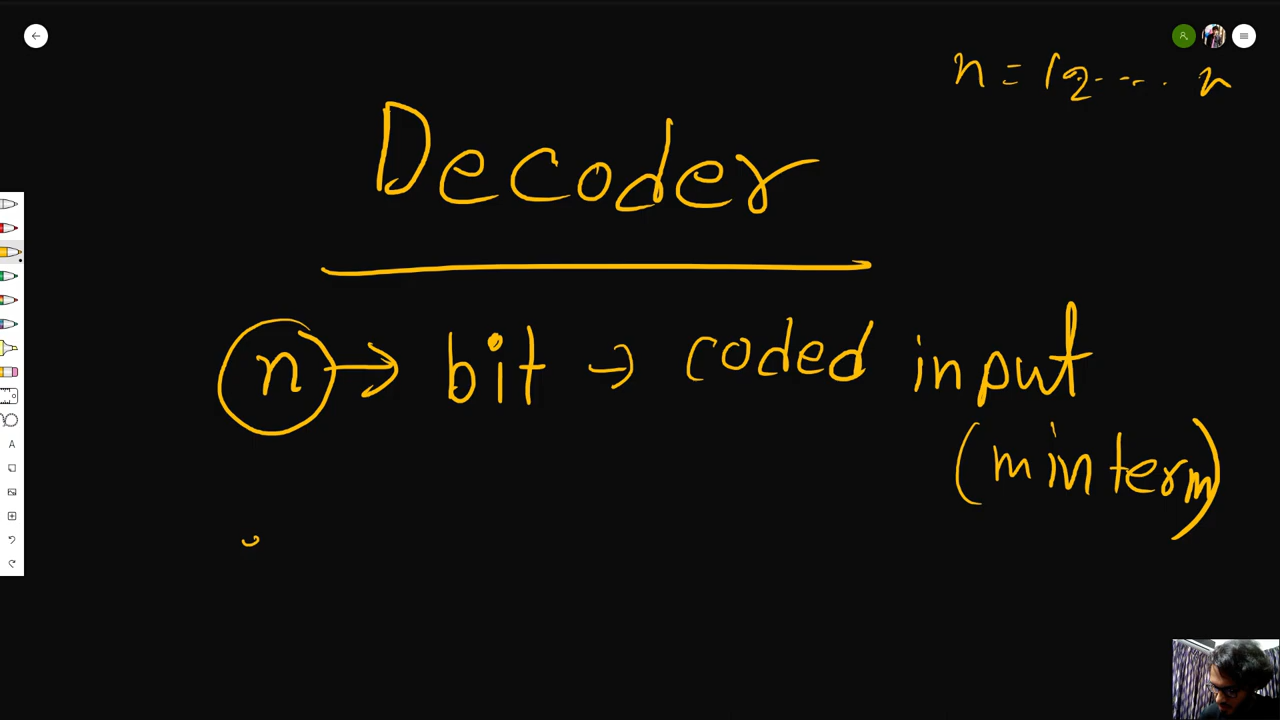 n = 1 2 .... n
Decoder
n → bit → coded input
(minterm)